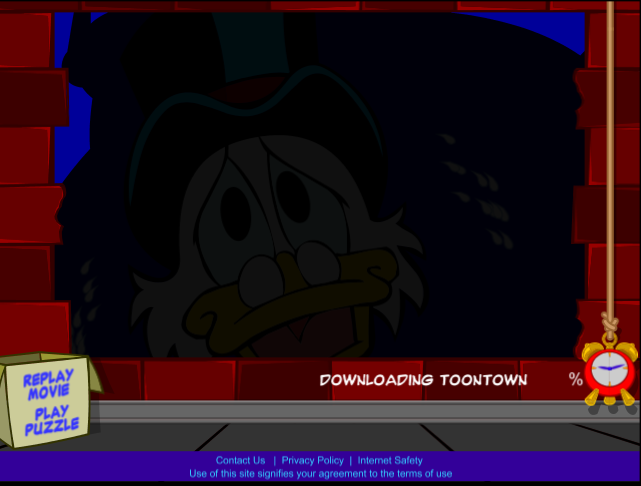 DOWNLOADING TOONTOWN %
REPLAY
MOVIE
PLAY
PUZZLE
Contact Us | Privacy Policy | Internet Safety
Use of this site signifies your agreement to the terms of use